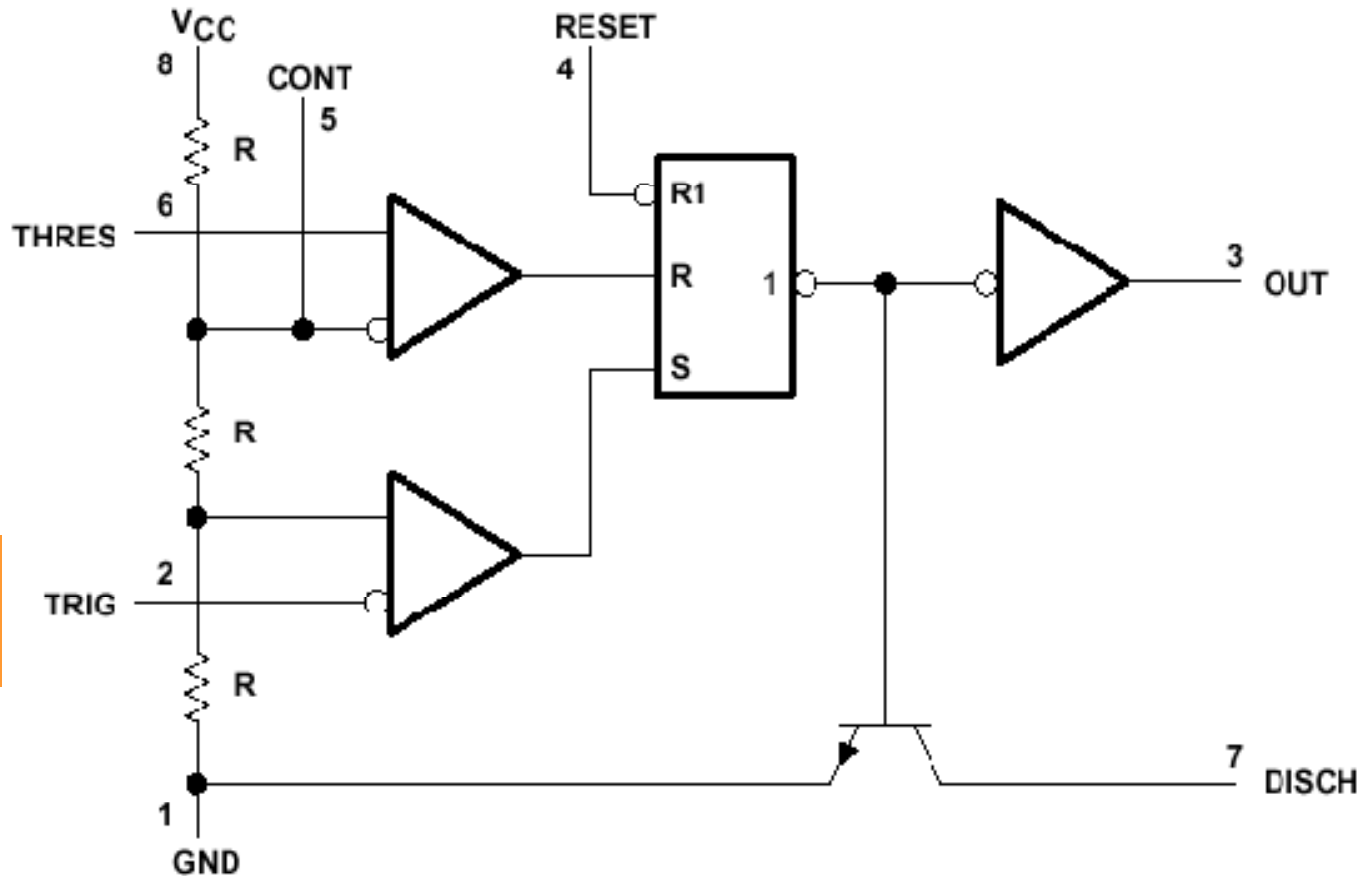 VCC
8
CONT
5
RESET
4
R
6
THRES
R1
R
1
S
3
OUT
R
2
TRIG
R
7
DISCH
1
GND